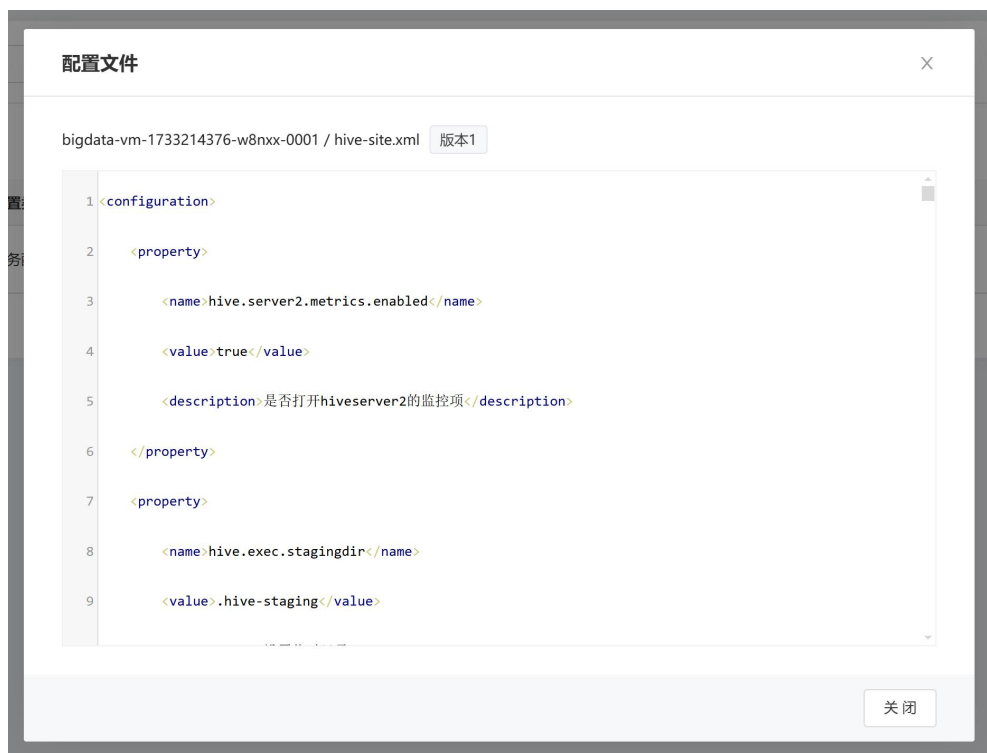 配置文件
bigdata-vm-1733214376-w8nxx-0001 / hive-site.xml 版本1
1 <configuration>
2 <property>
3 <name>hive.server2.metrics.enabled</name>
4 <value>true</value>
5 <description>是否打开hiveserver2的监控项</description>
6 </property>
7 <property>
8 <name>hive.exec.stagingdir</name>
9 <value>.hive-staging</value>
关闭